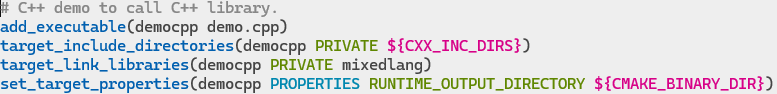 # C++ demo to call C++ library.
add_executable(democpp demo.cpp)
target_include_directories(democpp PRIVATE ${CXX_INC_DIRS})
target_link_libraries(democpp PRIVATE mixedlang)
set_target_properties(democpp PROPERTIES RUNTIME_OUTPUT_DIRECTORY ${CMAKE_BINARY_DIR})